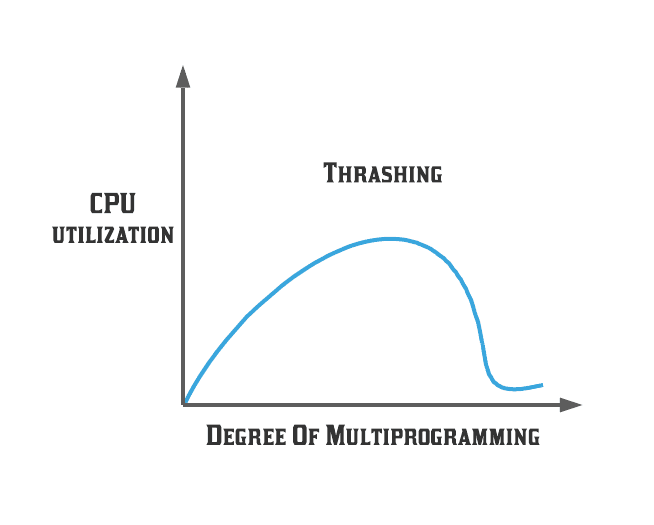 Thrashing
CPU
utilization
Degree Of Multiprogramming